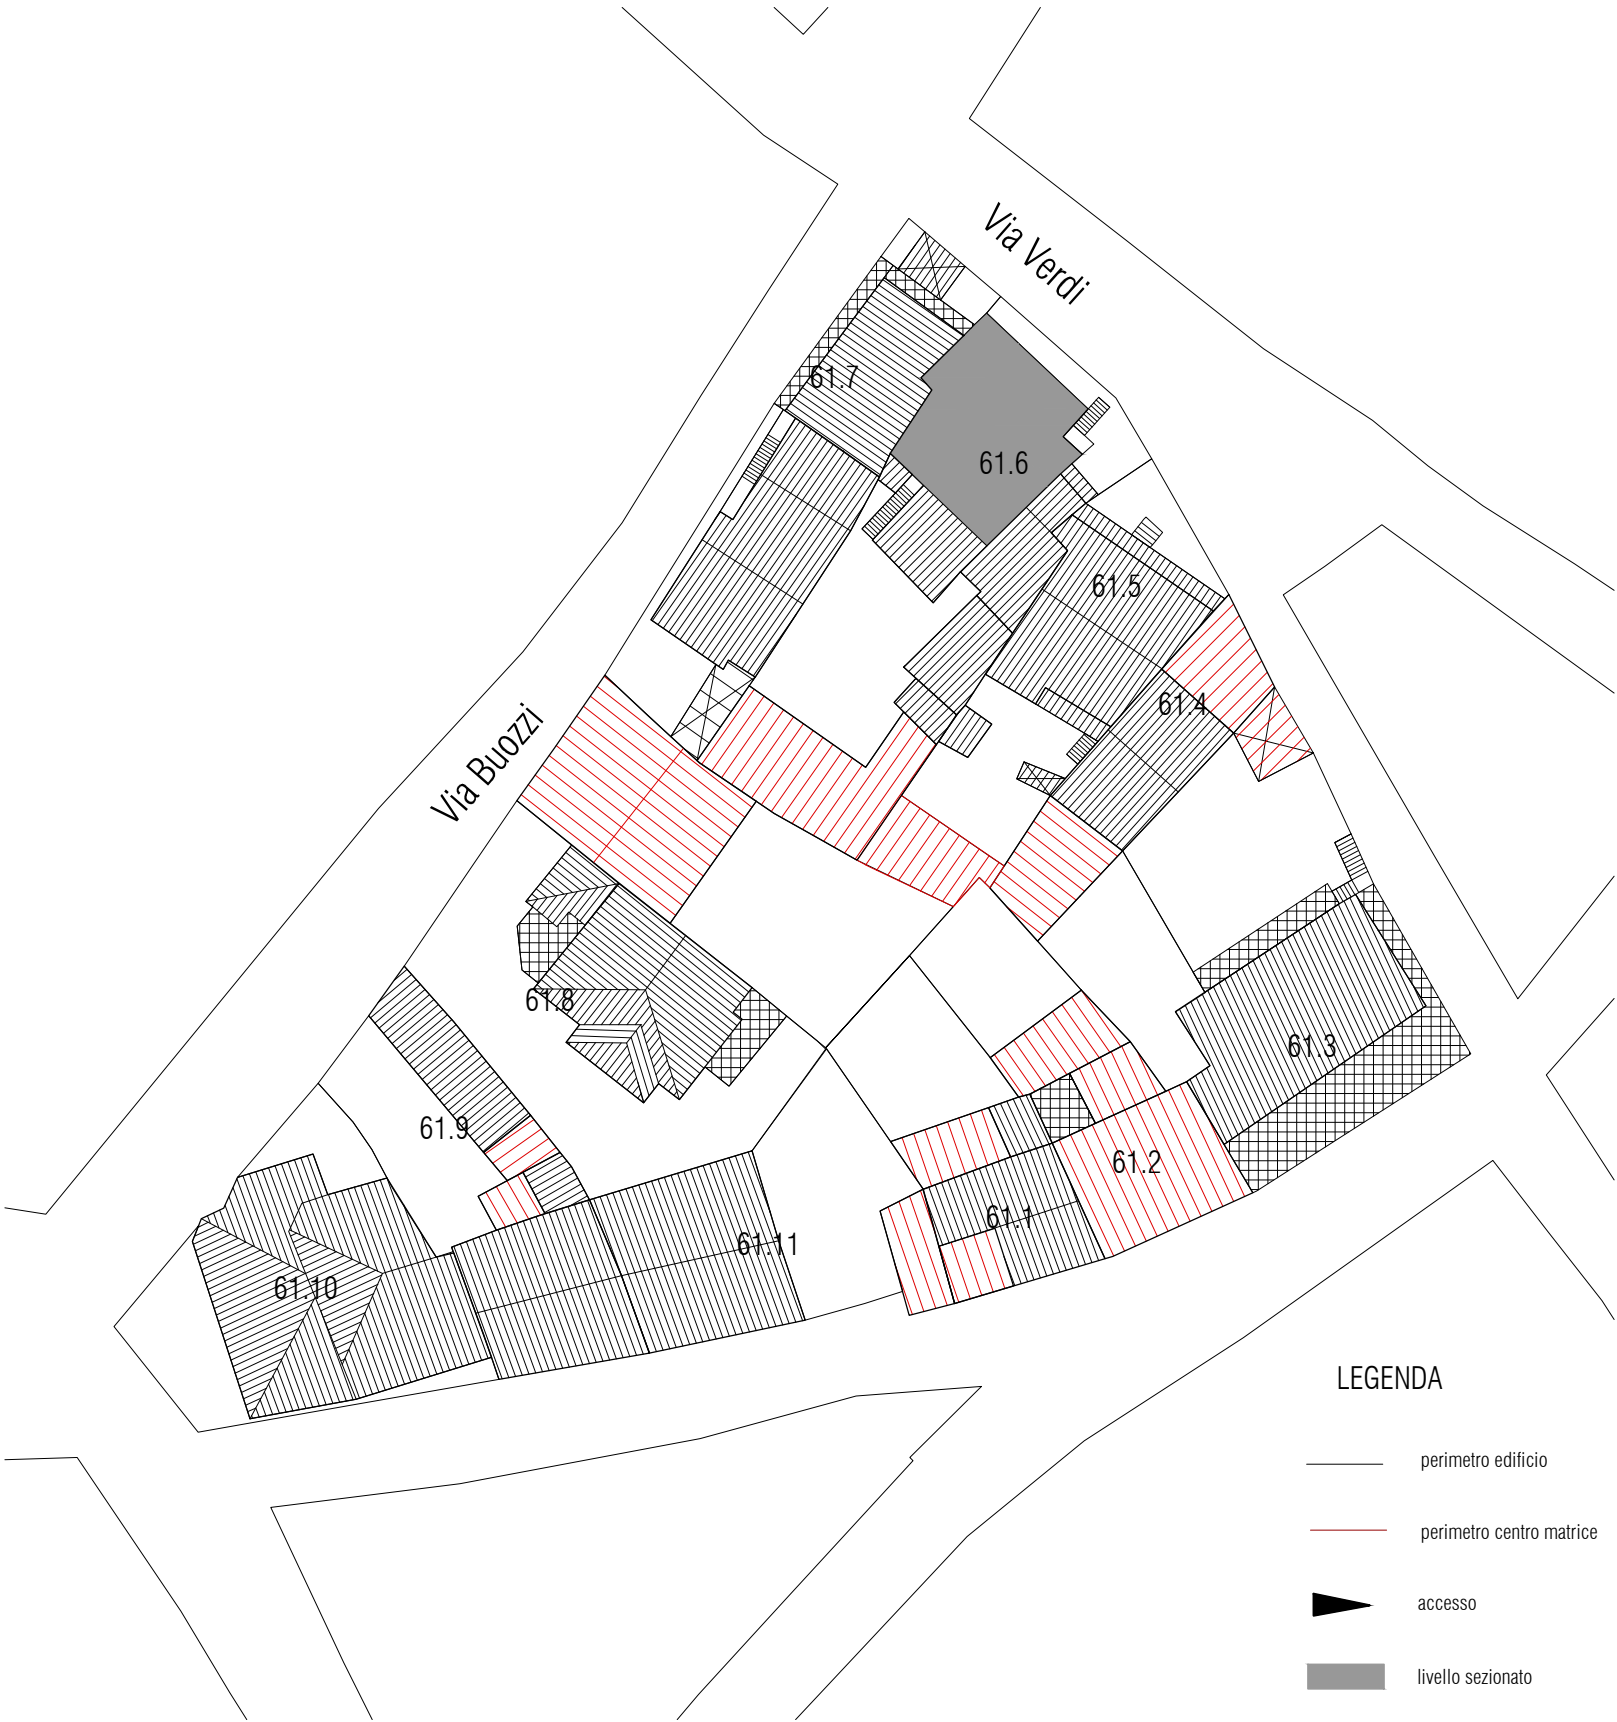 Via Verdi
61.7
61.6
61.5
61.4
Via Buozzi
61.8
61.3
61.9
61.2
61.1
61.11
61.10
LEGENDA
perimetro edificio
perimetro centro matrice
accesso
livello sezionato